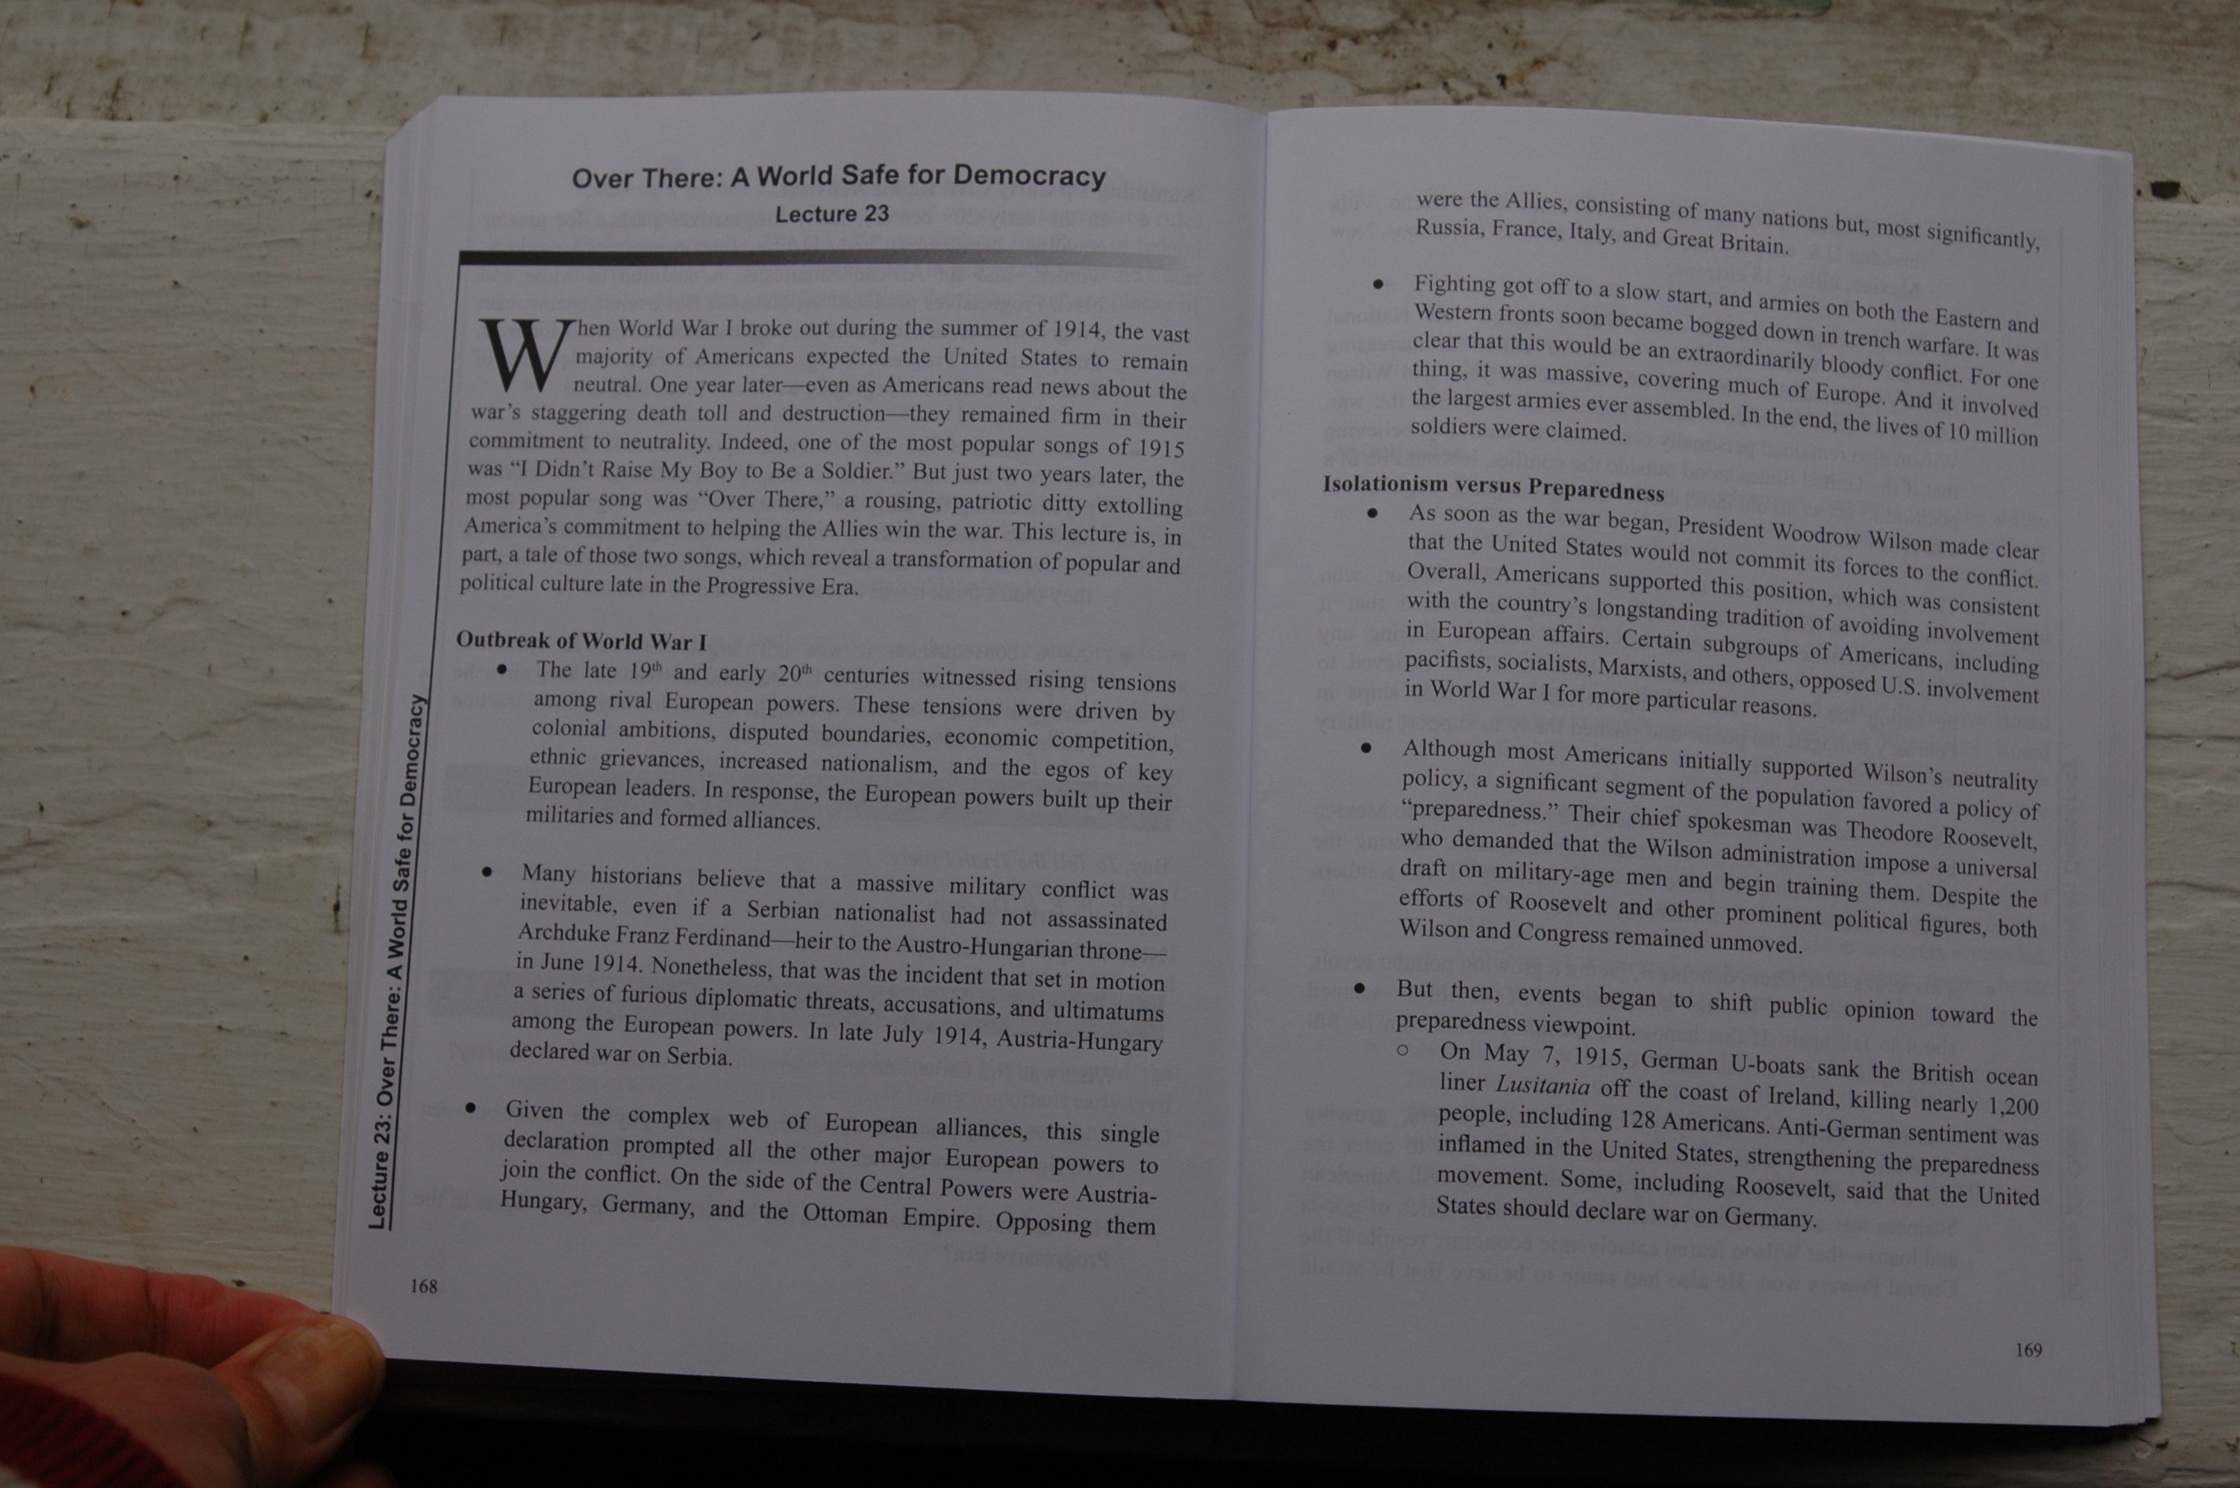 Over There: A World Safe for Democracy
Lecture 23
When World War I broke out during the summer of 1914, the vast
majority of Americans expected the United States to remain
neutral. One year later—even as Americans read news about the
war's staggering death toll and destruction—they remained firm in their
commitment to neutrality. Indeed, one of the most popular songs of 1915
was “I Didn't Raise My Boy to Be a Soldier.” But just two years later, the
most popular song was “Over There,” a rousing, patriotic ditty extolling
America's commitment to helping the Allies win the war. This lecture is, in
part, a tale of those two songs, which reveal a transformation of popular and
political culture late in the Progressive Era.
Outbreak of World War I
• The late 19th and early 20th centuries witnessed rising tensions
among rival European powers. These tensions were driven by
colonial ambitions, disputed boundaries, economic competition,
ethnic grievances, increased nationalism, and the egos of key
European leaders. In response, the European powers built up their
militaries and formed alliances.
• Many historians believe that a massive military conflict was
inevitable, even if a Serbian nationalist had not assassinated
Archduke Franz Ferdinand—heir to the Austro-Hungarian throne—
in June 1914. Nonetheless, that was the incident that set in motion
a series of furious diplomatic threats, accusations, and ultimatums
among the European powers. In late July 1914, Austria-Hungary
declared war on Serbia.
• Given the complex web of European alliances, this single
declaration prompted all the other major European powers to
join the conflict. On the side of the Central Powers were Austria-
Hungary, Germany, and the Ottoman Empire. Opposing them
Lecture 23: Over There: A World Safe for Democracy
168
were the Allies, consisting of many nations but, most significantly,
Russia, France, Italy, and Great Britain.
• Fighting got off to a slow start, and armies on both the Eastern and
Western fronts soon became bogged down in trench warfare. It was
clear that this would be an extraordinarily bloody conflict. For one
thing, it was massive, covering much of Europe. And it involved
the largest armies ever assembled. In the end, the lives of 10 million
soldiers were claimed.
Isolationism versus Preparedness
• As soon as the war began, President Woodrow Wilson made clear
that the United States would not commit its forces to the conflict.
Overall, Americans supported this position, which was consistent
with the country's longstanding tradition of avoiding involvement
in European affairs. Certain subgroups of Americans, including
pacifists, socialists, Marxists, and others, opposed U.S. involvement
in World War I for more particular reasons.
• Although most Americans initially supported Wilson's neutrality
policy, a significant segment of the population favored a policy of
“preparedness.” Their chief spokesman was Theodore Roosevelt,
who demanded that the Wilson administration impose a universal
draft on military-age men and begin training them. Despite the
efforts of Roosevelt and other prominent political figures, both
Wilson and Congress remained unmoved.
• But then, events began to shift public opinion toward the
preparedness viewpoint.
○ On May 7, 1915, German U-boats sank the British ocean
liner Lusitania off the coast of Ireland, killing nearly 1,200
people, including 128 Americans. Anti-German sentiment was
inflamed in the United States, strengthening the preparedness
movement. Some, including Roosevelt, said that the United
States should declare war on Germany.
169